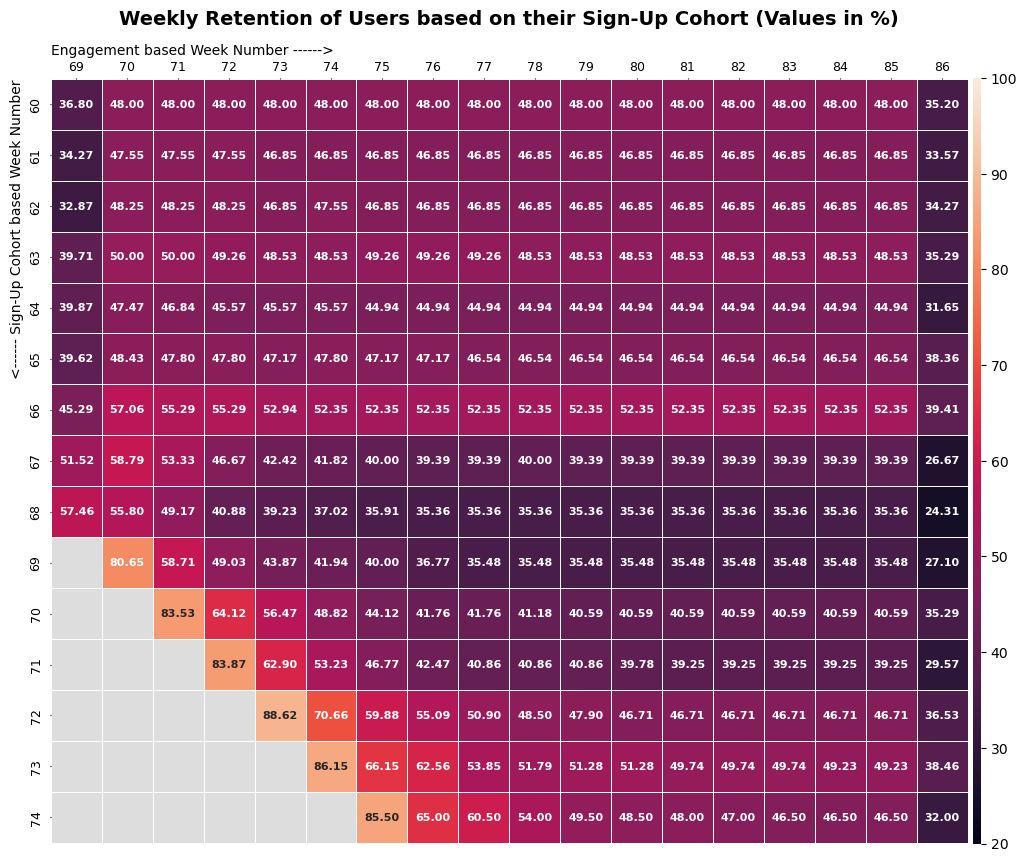 Weekly Retention of Users based on their Sign-Up Cohort (Values in %)
Engagement based Week Number ------>
69 70 71 72 73 74 75 76 77 78 79 80 81 82 83 84 85 86
<------ Sign-Up Cohort based Week Number
60 36.80 48.00 48.00 48.00 48.00 48.00 48.00 48.00 48.00 48.00 48.00 48.00 48.00 48.00 48.00 48.00 48.00 35.20
61 34.27 47.55 47.55 47.55 46.85 46.85 46.85 46.85 46.85 46.85 46.85 46.85 46.85 46.85 46.85 46.85 46.85 33.57
62 32.87 48.25 48.25 48.25 46.85 47.55 46.85 46.85 46.85 46.85 46.85 46.85 46.85 46.85 46.85 46.85 46.85 34.27
63 39.71 50.00 50.00 49.26 48.53 48.53 49.26 49.26 49.26 48.53 48.53 48.53 48.53 48.53 48.53 48.53 48.53 35.29
64 39.87 47.47 46.84 45.57 45.57 45.57 44.94 44.94 44.94 44.94 44.94 44.94 44.94 44.94 44.94 44.94 44.94 31.65
65 39.62 48.43 47.80 47.80 47.17 47.80 47.17 47.17 46.54 46.54 46.54 46.54 46.54 46.54 46.54 46.54 46.54 38.36
66 45.29 57.06 55.29 55.29 52.94 52.35 52.35 52.35 52.35 52.35 52.35 52.35 52.35 52.35 52.35 52.35 52.35 39.41
67 51.52 58.79 53.33 46.67 42.42 41.82 40.00 39.39 39.39 40.00 39.39 39.39 39.39 39.39 39.39 39.39 39.39 26.67
68 57.46 55.80 49.17 40.88 39.23 37.02 35.91 35.36 35.36 35.36 35.36 35.36 35.36 35.36 35.36 35.36 35.36 24.31
69 80.65 58.71 49.03 43.87 41.94 40.00 36.77 35.48 35.48 35.48 35.48 35.48 35.48 35.48 35.48 35.48 27.10
70 83.53 64.12 56.47 48.82 44.12 41.76 41.76 41.18 40.59 40.59 40.59 40.59 40.59 40.59 40.59 35.29
71 83.87 62.90 53.23 46.77 42.47 40.86 40.86 40.86 39.78 39.25 39.25 39.25 39.25 39.25 29.57
72 88.62 70.66 59.88 55.09 50.90 48.50 47.90 46.71 46.71 46.71 46.71 46.71 46.71 36.53
73 86.15 66.15 62.56 53.85 51.79 51.28 51.28 49.74 49.74 49.74 49.23 49.23 38.46
74 85.50 65.00 60.50 54.00 49.50 48.50 48.00 47.00 46.50 46.50 46.50 32.00
100
90
80
70
60
50
40
30
20